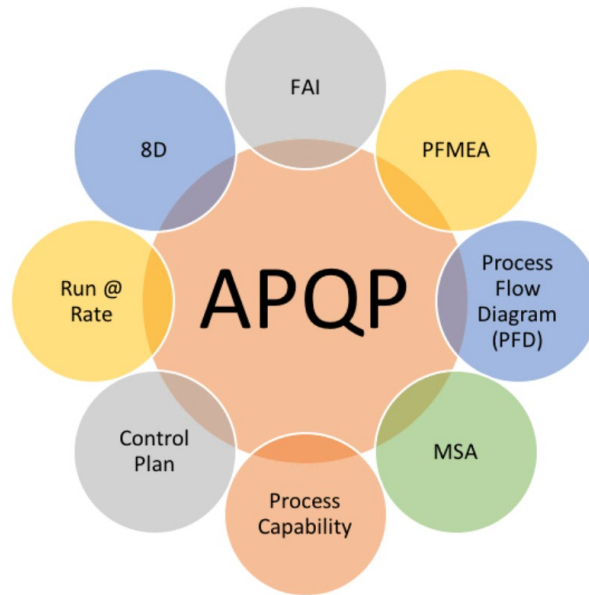 FAI
8D
PFMEA
APQP
Run @
Rate
Process
Flow
Diagram
(PFD)
Control
Plan
MSA
Process
Capability